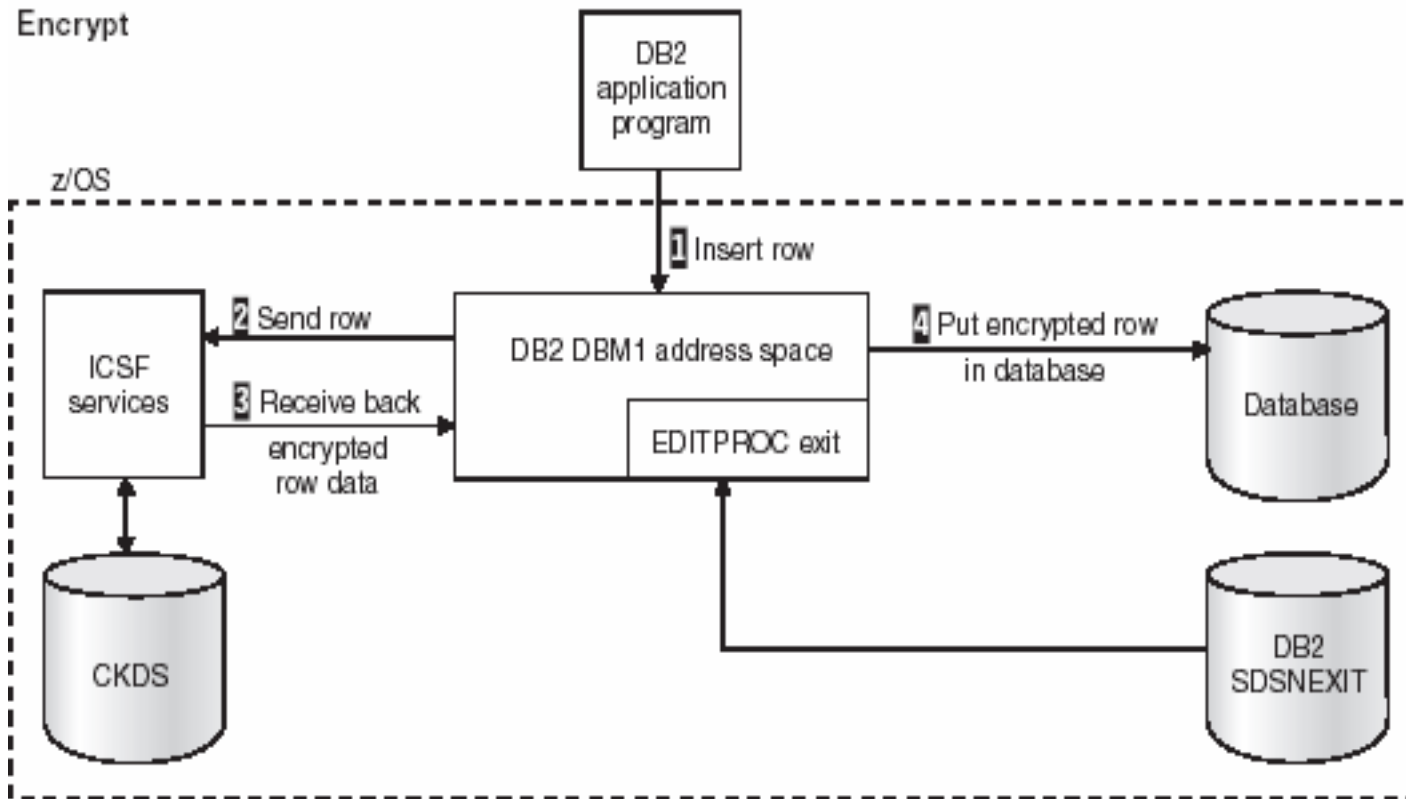 Encrypt
DB2
application
program
z/OS
1 Insert row
2 Send row
ICSF
services
3 Receive back
encrypted
row data
DB2 DBM1 address space
EDITPROC exit
4 Put encrypted row
in database
Database
CKDS
DB2
SDSNEXIT